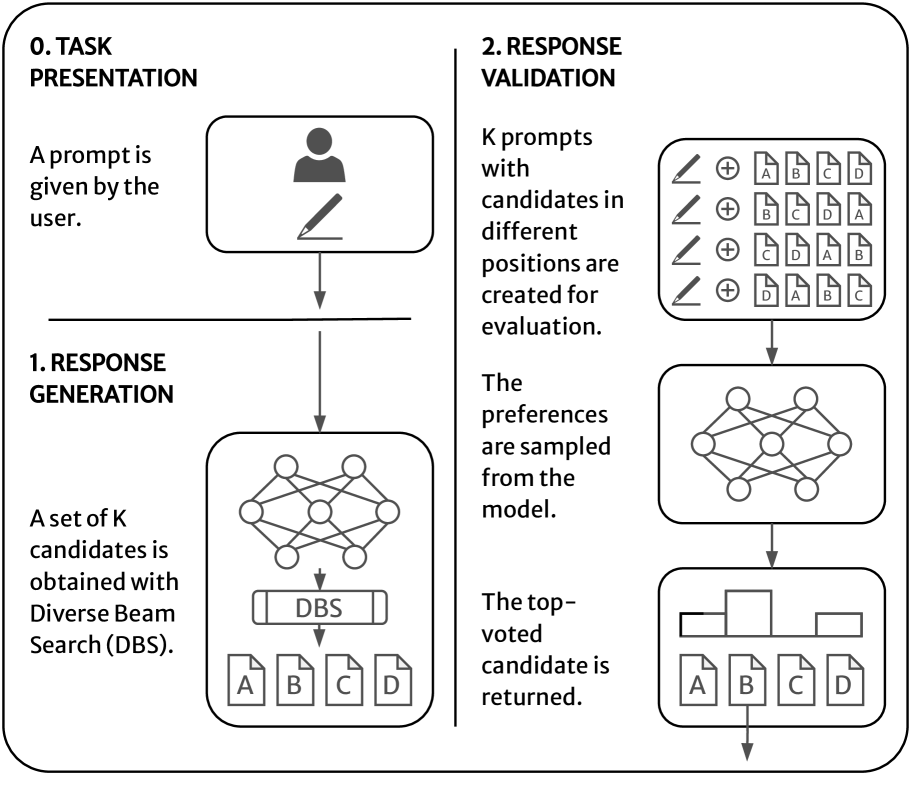 0. TASK
PRESENTATION
A prompt is
given by the
user.
1. RESPONSE
GENERATION
A set of K
candidates is
obtained with
Diverse Beam
Search (DBS).
DBS
A B C D
2. RESPONSE
VALIDATION
K prompts
with
candidates in
different
positions are
created for
evaluation.
A B C D
B C D A
C D A B
D A B C
The
preferences
are sampled
from the
model.
The top-
voted
candidate is
returned.
A B C D